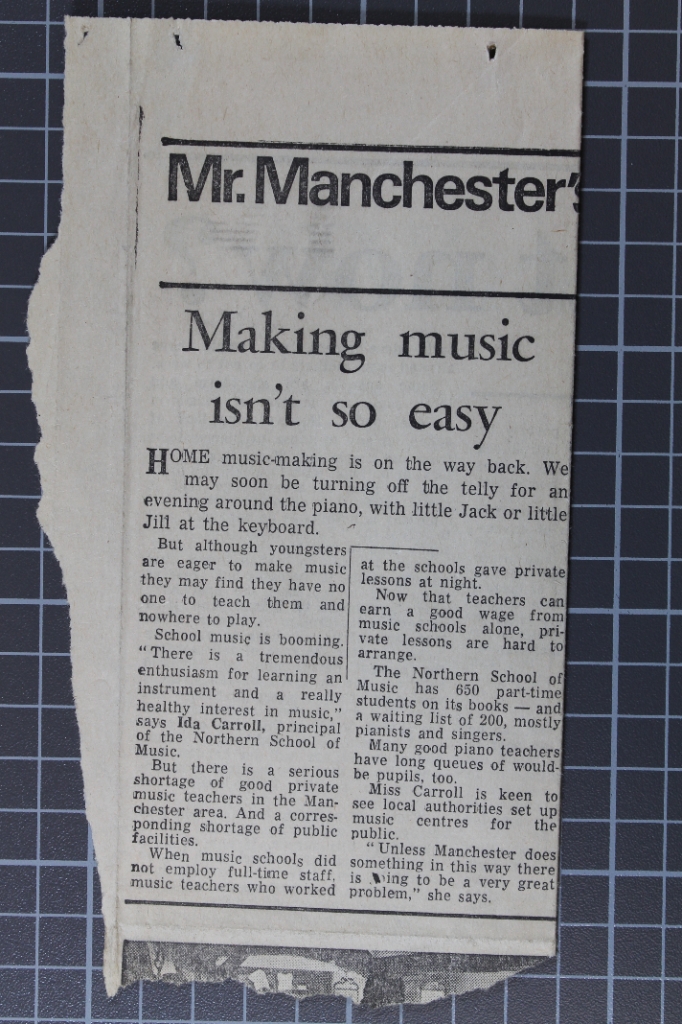 Mr. Manchester's
Making music
isn't so easy
HOME music-making is on the way back. We
may soon be turning off the telly for an
evening around the piano, with little Jack or little
Jill at the keyboard.
But although youngsters
are eager to make music
they may find they have no
one to teach them and
nowhere to play.
School music is booming.
"There is a tremendous
enthusiasm for learning an
instrument and a really
healthy interest in music,"
says Ida Carroll, principal
of the Northern School of
Music.
But there is a serious
shortage of good private
music teachers in the Man-
chester area. And a corres-
ponding shortage of public
facilities.
When music schools did
not employ full-time staff,
music teachers who worked
at the schools gave private
lessons at night.
Now that teachers can
earn a good wage from
music schools alone, pri-
vate lessons are hard to
arrange.
The Northern School of
Music has 650 part-time
students on its books — and
a waiting list of 200, mostly
pianists and singers.
Many good piano teachers
have long queues of would-
be pupils, too.
Miss Carroll is keen to
see local authorities set up
music centres for the
public.
"Unless Manchester does
something in this way there
is to be a very great
problem," she says.